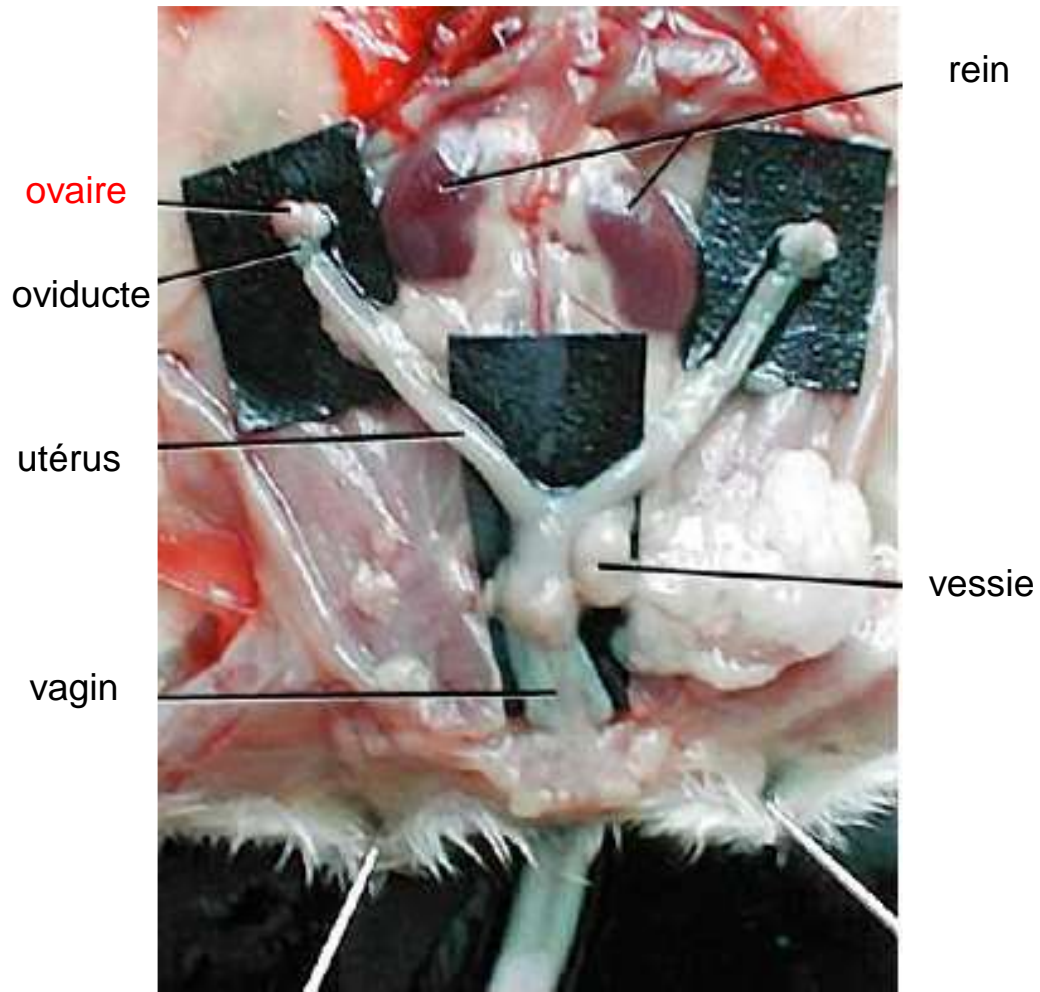 rein
ovaire
oviducte
utérus
vessie
vagin